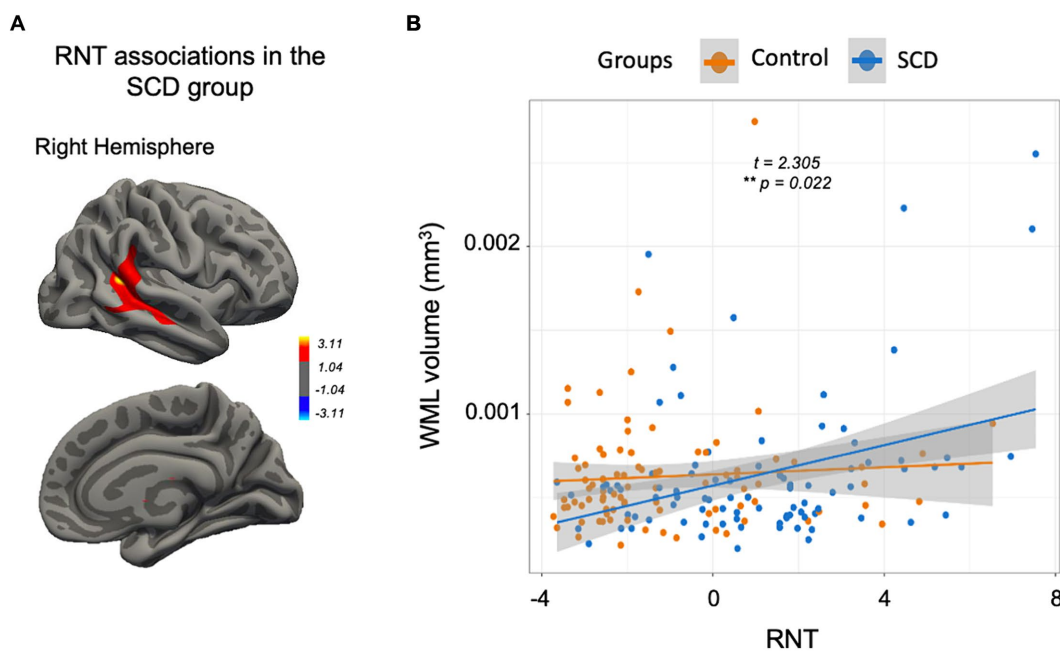 A
RNT associations in the
SCD group
Right Hemisphere
3.11
1.04
-1.04
-3.11
B
Groups Control SCD
t = 2.305
** p = 0.022
WML volume (mm³)
0.002
0.001
-4 0 4 8
RNT